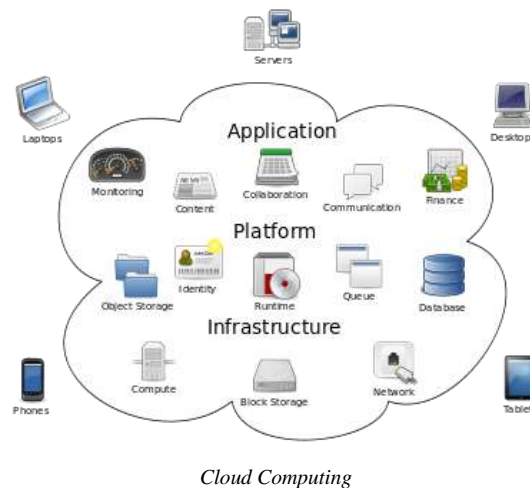 Servers
Laptops
Desktop
Application
Monitoring
Content
Collaboration
Communication
Finance
Platform
Object Storage
Identity
Runtime
Queue
Database
Infrastructure
Compute
Block Storage
Network
Phones
Tablet
Cloud Computing